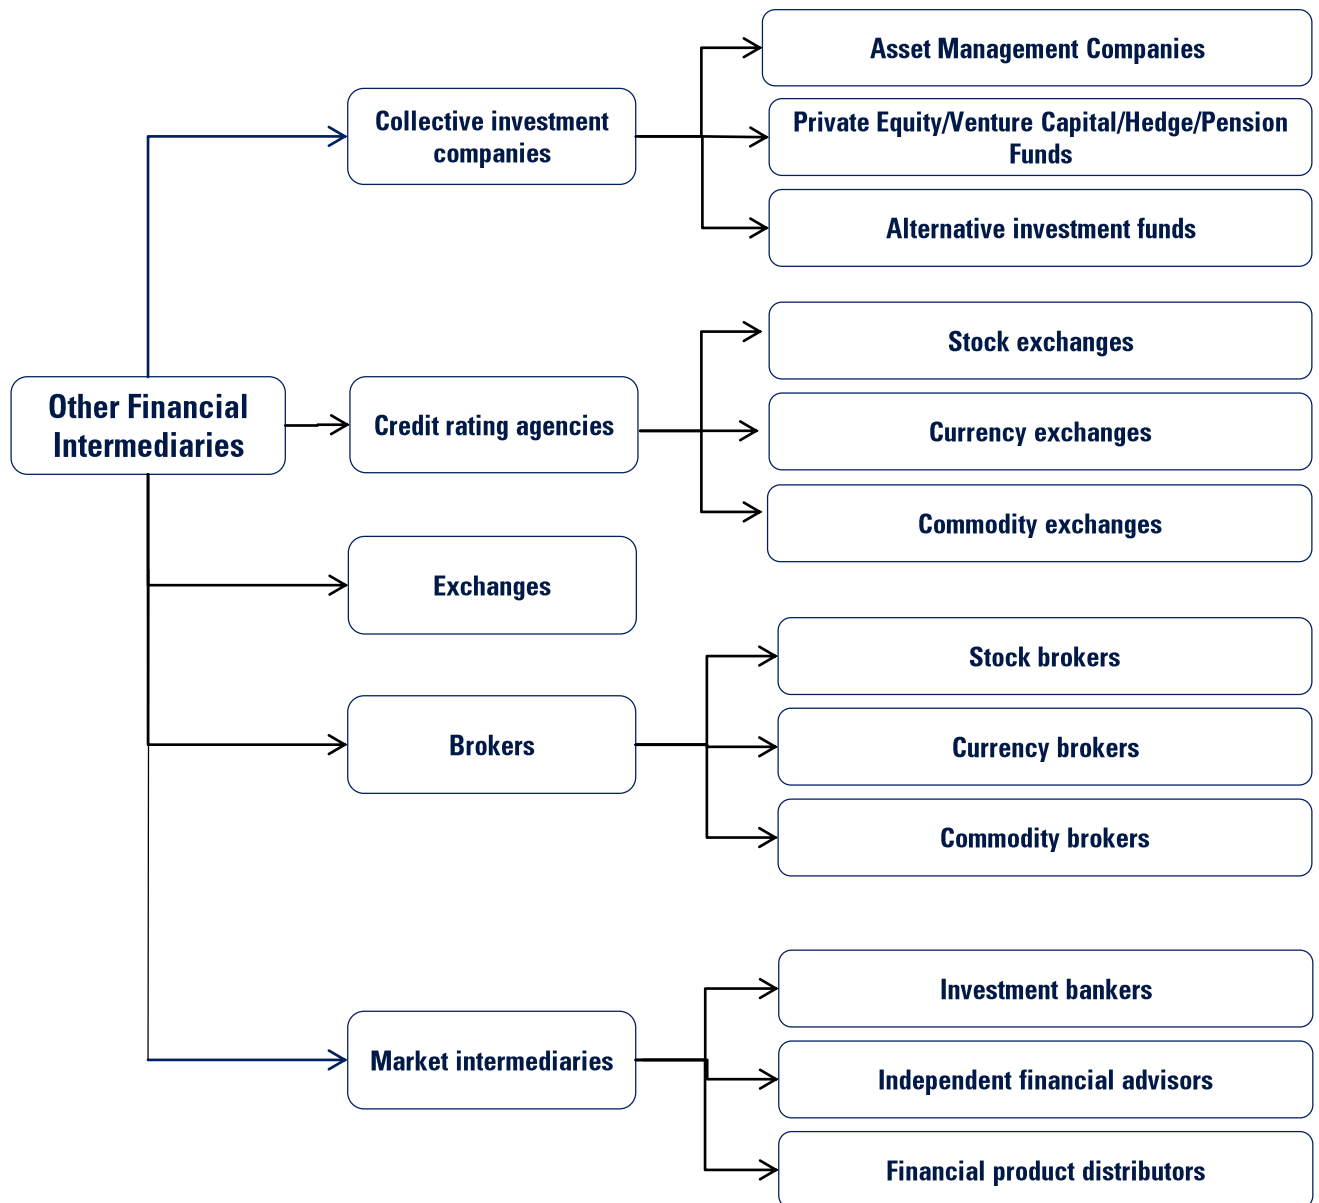 Other Financial
Intermediaries
Collective investment
companies
Asset Management Companies
Private Equity/Venture Capital/Hedge/Pension
Funds
Alternative investment funds
Credit rating agencies
Stock exchanges
Currency exchanges
Commodity exchanges
Exchanges
Brokers
Stock brokers
Currency brokers
Commodity brokers
Market intermediaries
Investment bankers
Independent financial advisors
Financial product distributors